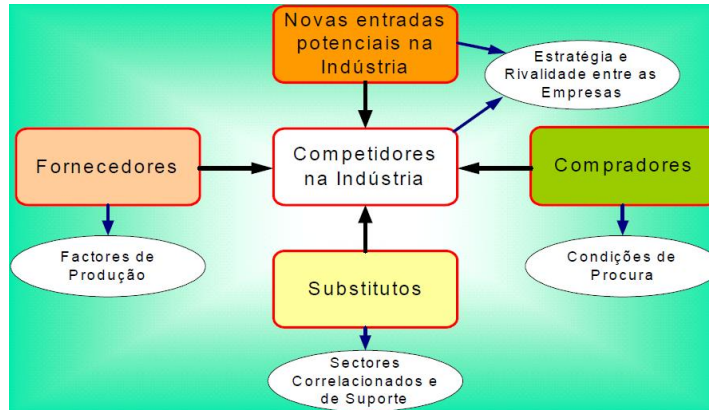 Novas entradas
potenciais na
Indústria
Estratégia e
Rivalidade entre as
Empresas
Fornecedores
Competidores
na Indústria
Compradores
Factores de
Produção
Substitutos
Condições de
Procura
Sectores
Correlacionados e
de Suporte